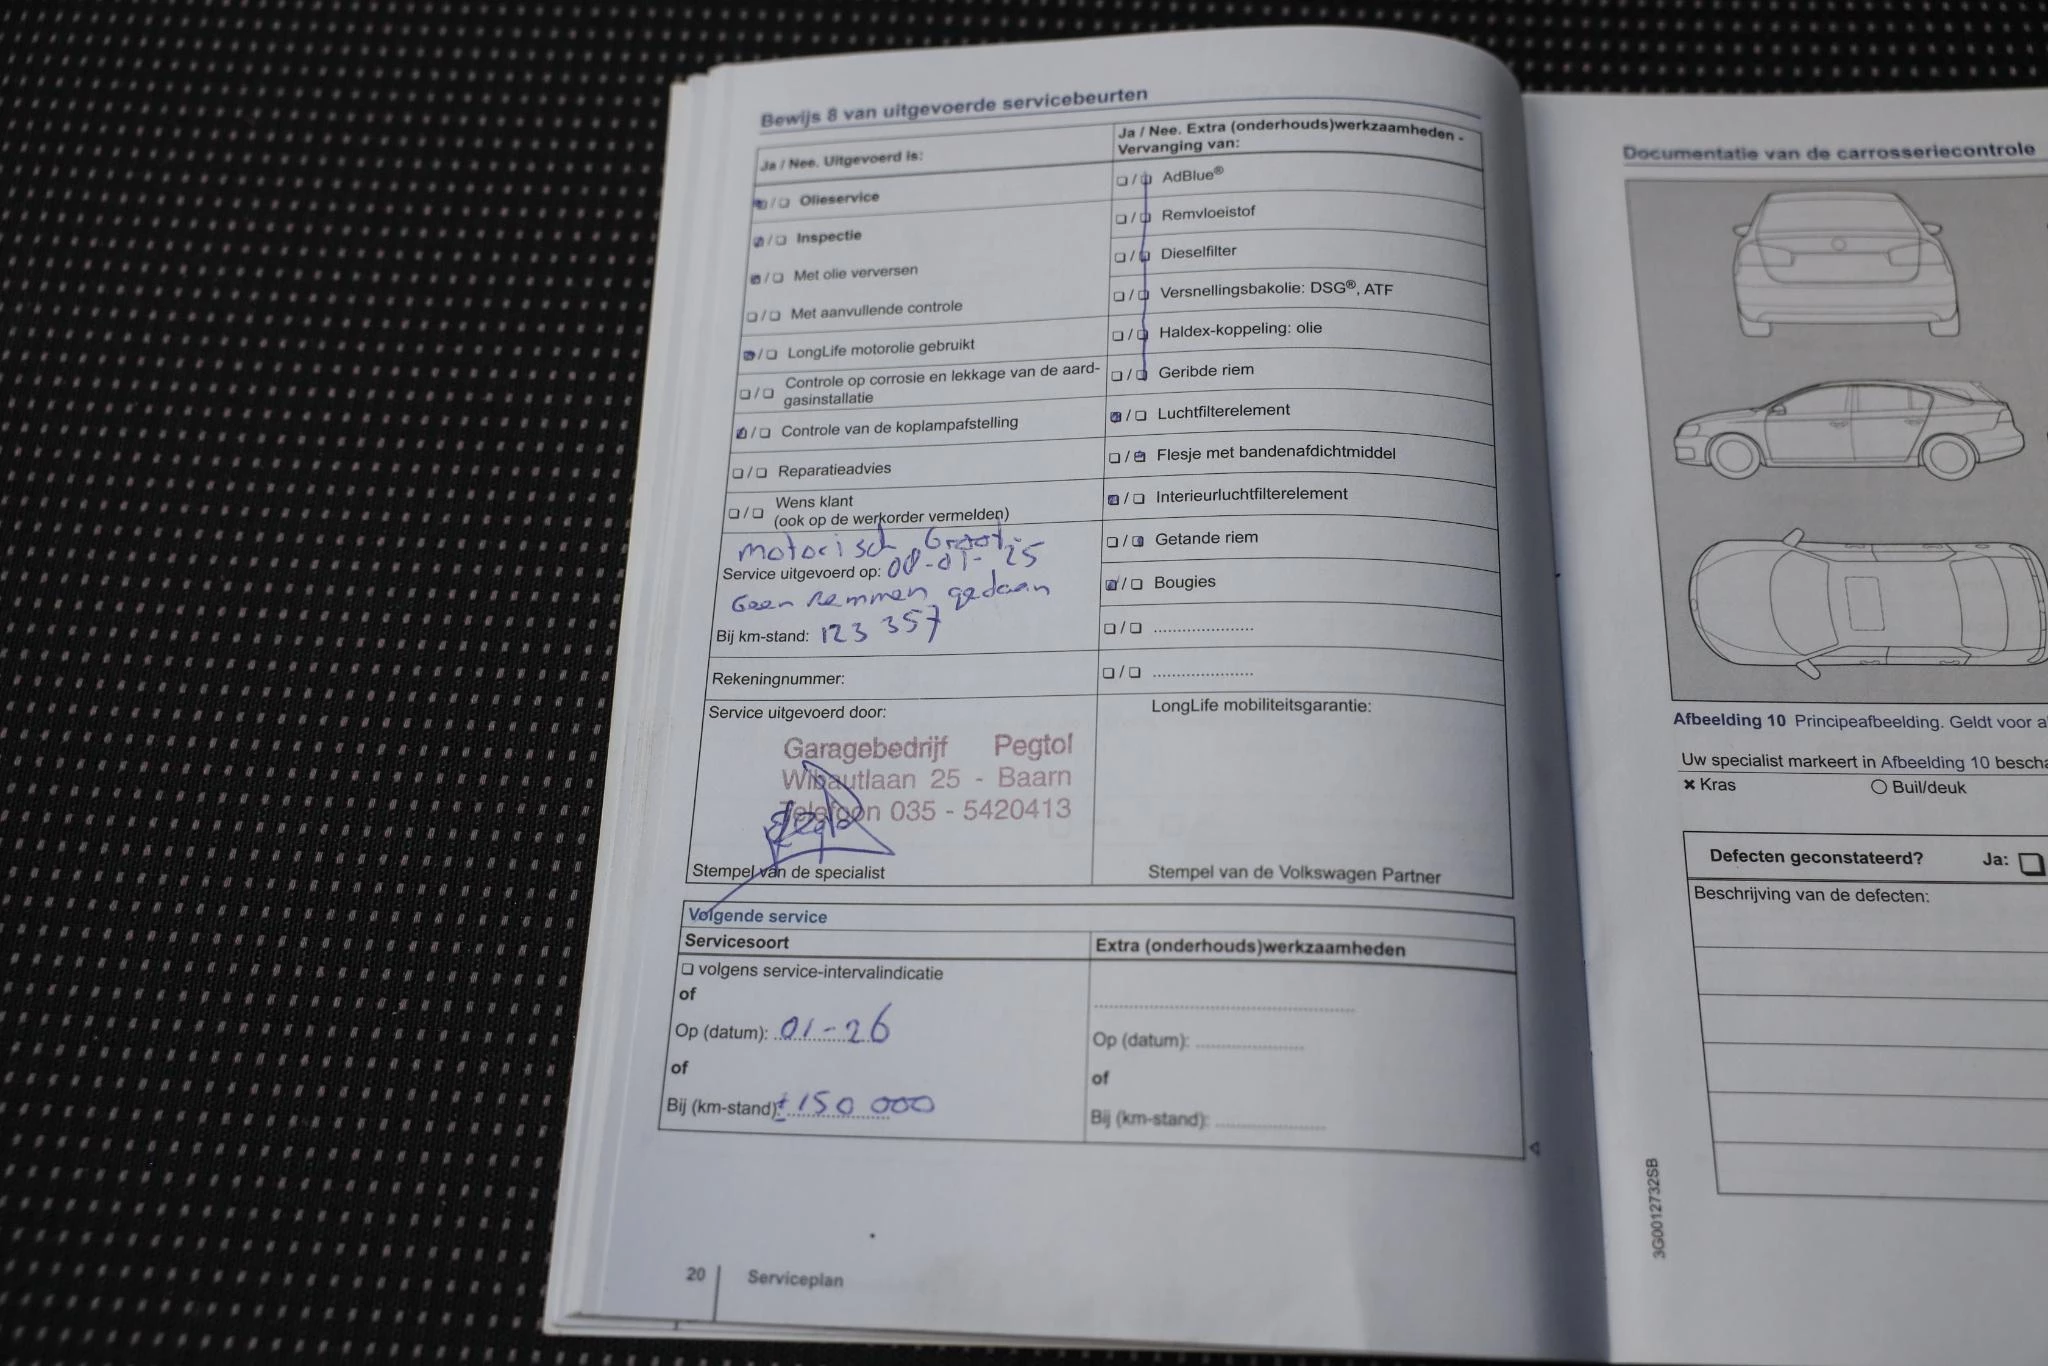 Bewijs 8 van uitgevoerde servicebeurten
Ja / Nee. Uitgevoerd is:
❑ / ❑ Olieservice
❑ / ❑ Inspectie
❑ / ❑ Met olie verversen
❑ / ❑ Met aanvullende controle
❑ / ❑ LongLife motorolie gebruikt
❑ / ❑ Controle op corrosie en lekkage van de aard-
gasinstallatie
❑ / ❑ Controle van de koplampafstelling
❑ / ❑ Reparatieadvies
❑ / ❑ Wens klant
(ook op de werkorder vermelden)
motorisch Groot.
Service uitgevoerd op: 08-01-25
Geen Remmen gedaan
Bij km-stand: 123 357
Rekeningnummer:
Service uitgevoerd door:
Garagebedrijf Pegtol
Wibautlaan 25 - Baarn
Telefoon 035 - 5420413
Stempel van de specialist
Ja / Nee. Extra (onderhouds)werkzaamheden -
Vervanging van:
❑ / ❑ AdBlue®
❑ / ❑ Remvloeistof
❑ / ❑ Dieselfilter
❑ / ❑ Versnellingsbakolie: DSG®, ATF
❑ / ❑ Haldex-koppeling: olie
❑ / ❑ Geribde riem
❑ / ❑ Luchtfilterelement
❑ / ❑ Flesje met bandenafdichtmiddel
❑ / ❑ Interieurluchtfilterelement
❑ / ❑ Getande riem
❑ / ❑ Bougies
❑ / ❑ ......................
❑ / ❑ ......................
LongLife mobiliteitsgarantie:
Stempel van de Volkswagen Partner
Volgende service
Servicesoort
❑ volgens service-intervalindicatie
of
Op (datum): 01-26
of
Bij (km-stand): ±150 000
Extra (onderhouds)werkzaamheden
Op (datum): ......................
of
Bij (km-stand): ......................
20 Serviceplan
Documentatie van de carrosseriecontrole
Afbeelding 10 Principeafbeelding. Geldt voor
Uw specialist markeert in Afbeelding 10
✖ Kras ○ Buil/deuk
Defecten geconstateerd? Ja: ❑
Beschrijving van de defecten:
3G0012732SB